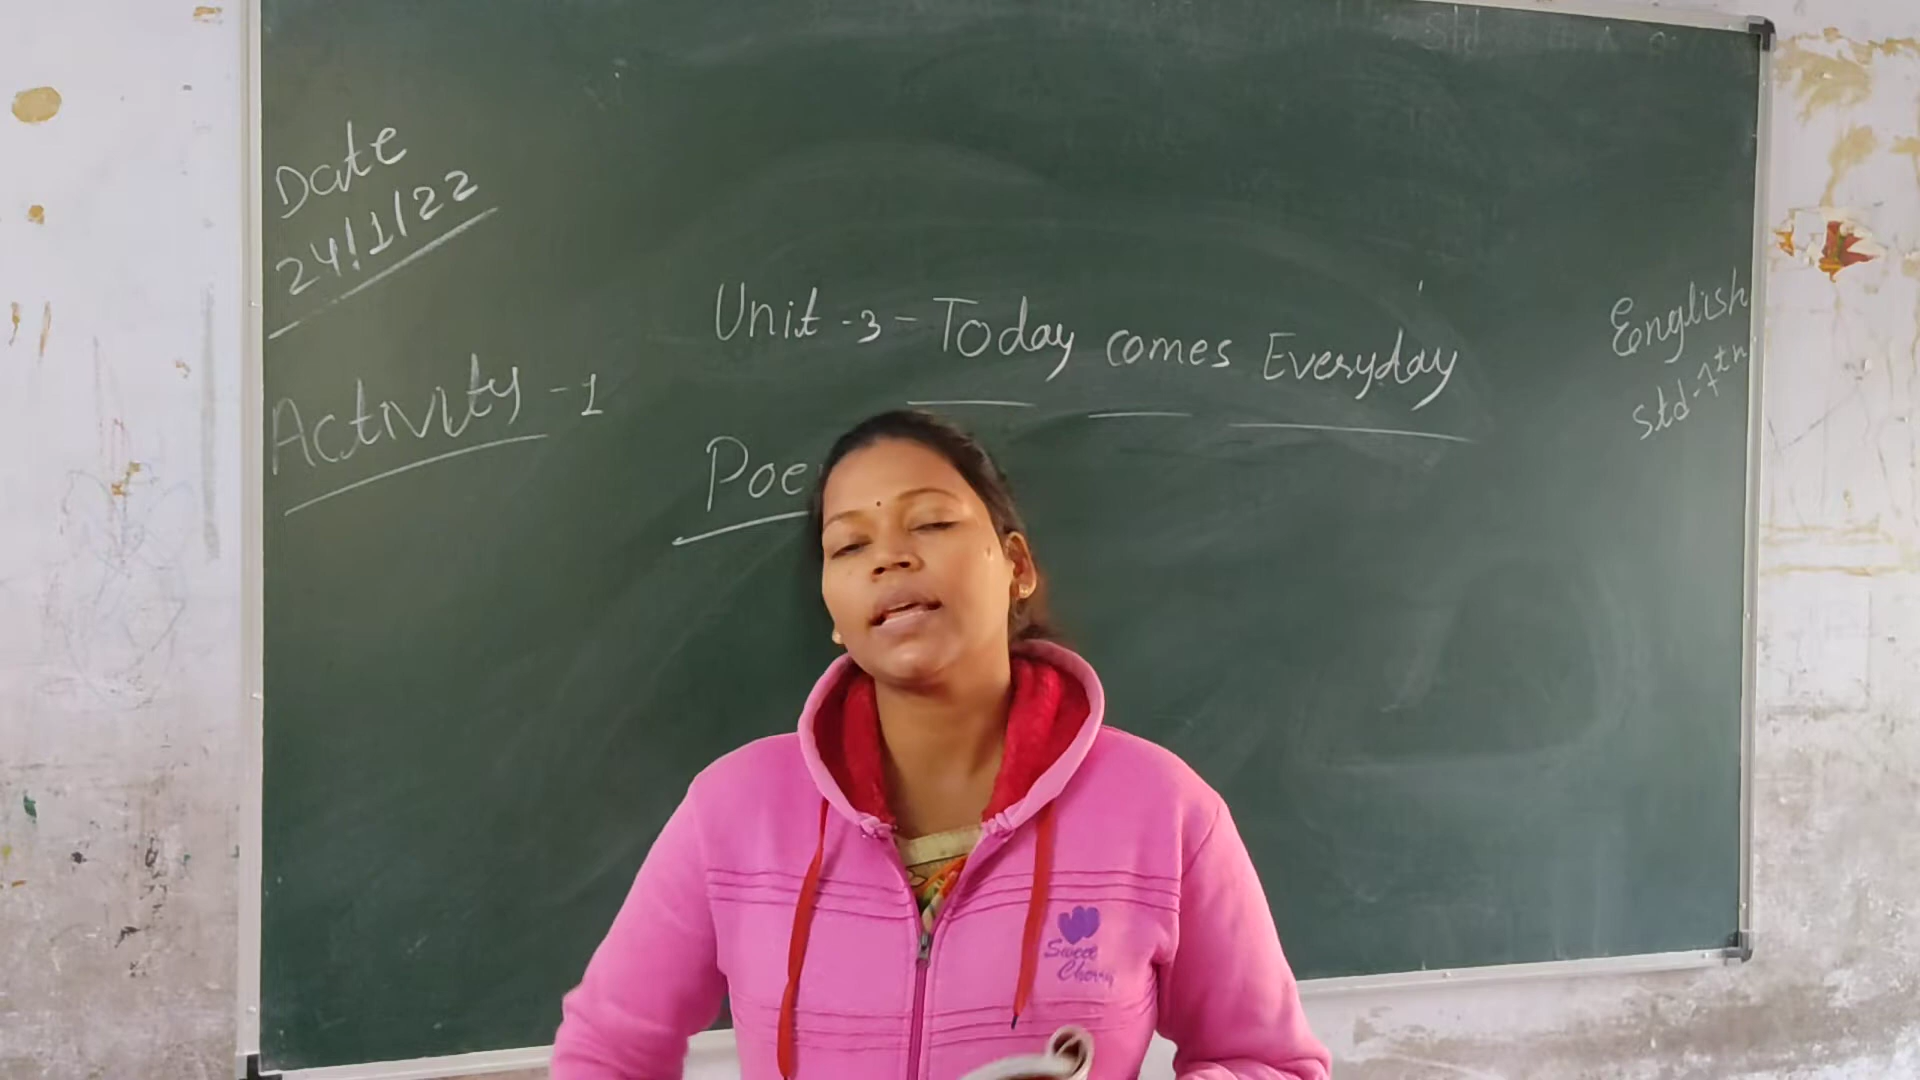 Date
24/1/22
Activity -1
Unit -3 - Today comes Everyday
Poe
English
Std-7th
Sweet
Cherry